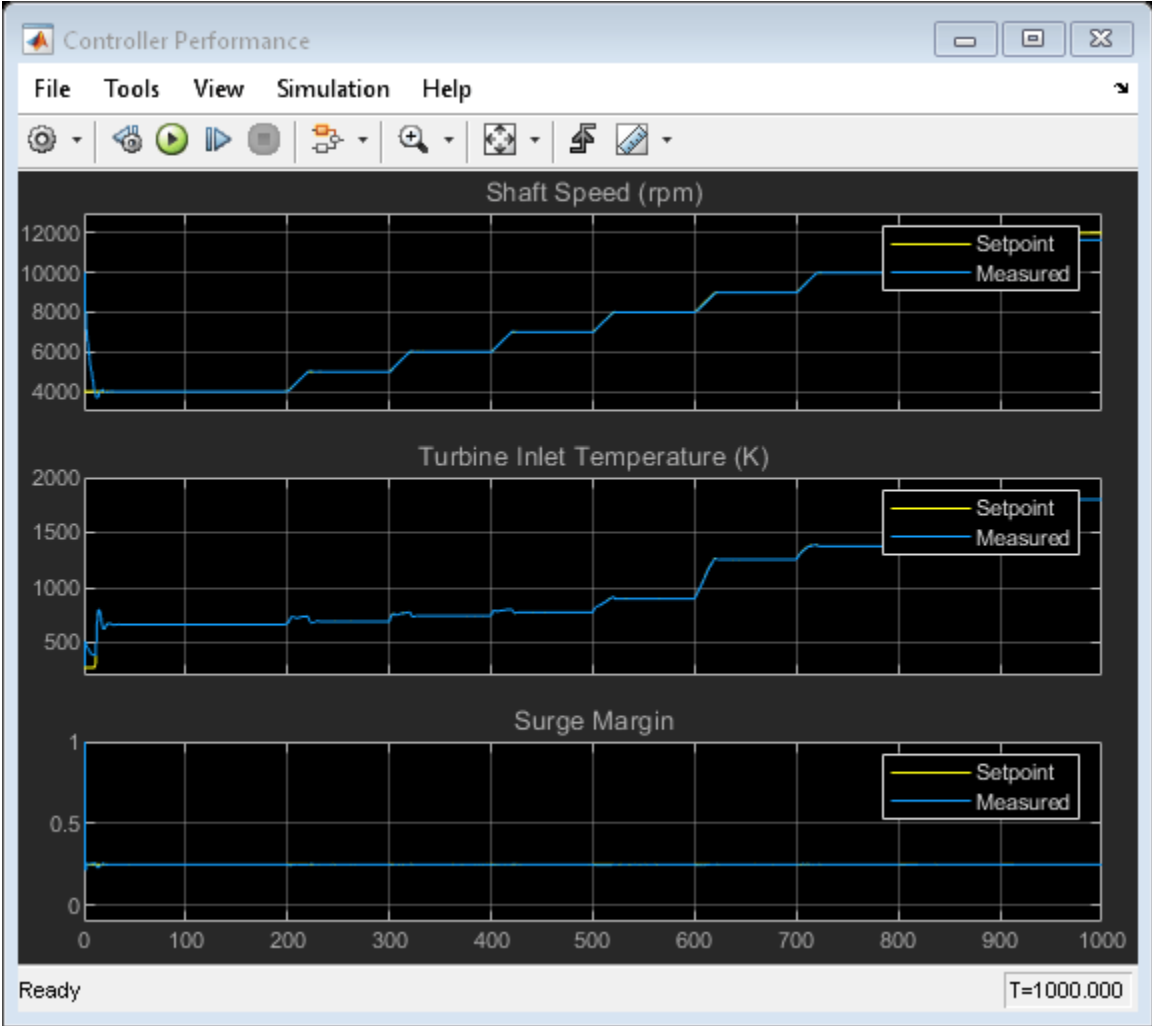 Controller Performance
File Tools View Simulation Help
Shaft Speed (rpm)
12000
10000
8000
6000
4000
Setpoint
Measured
Turbine Inlet Temperature (K)
2000
1500
1000
500
Setpoint
Measured
Surge Margin
1
0.5
0
Setpoint
Measured
0 100 200 300 400 500 600 700 800 900 1000
Ready T=1000.000